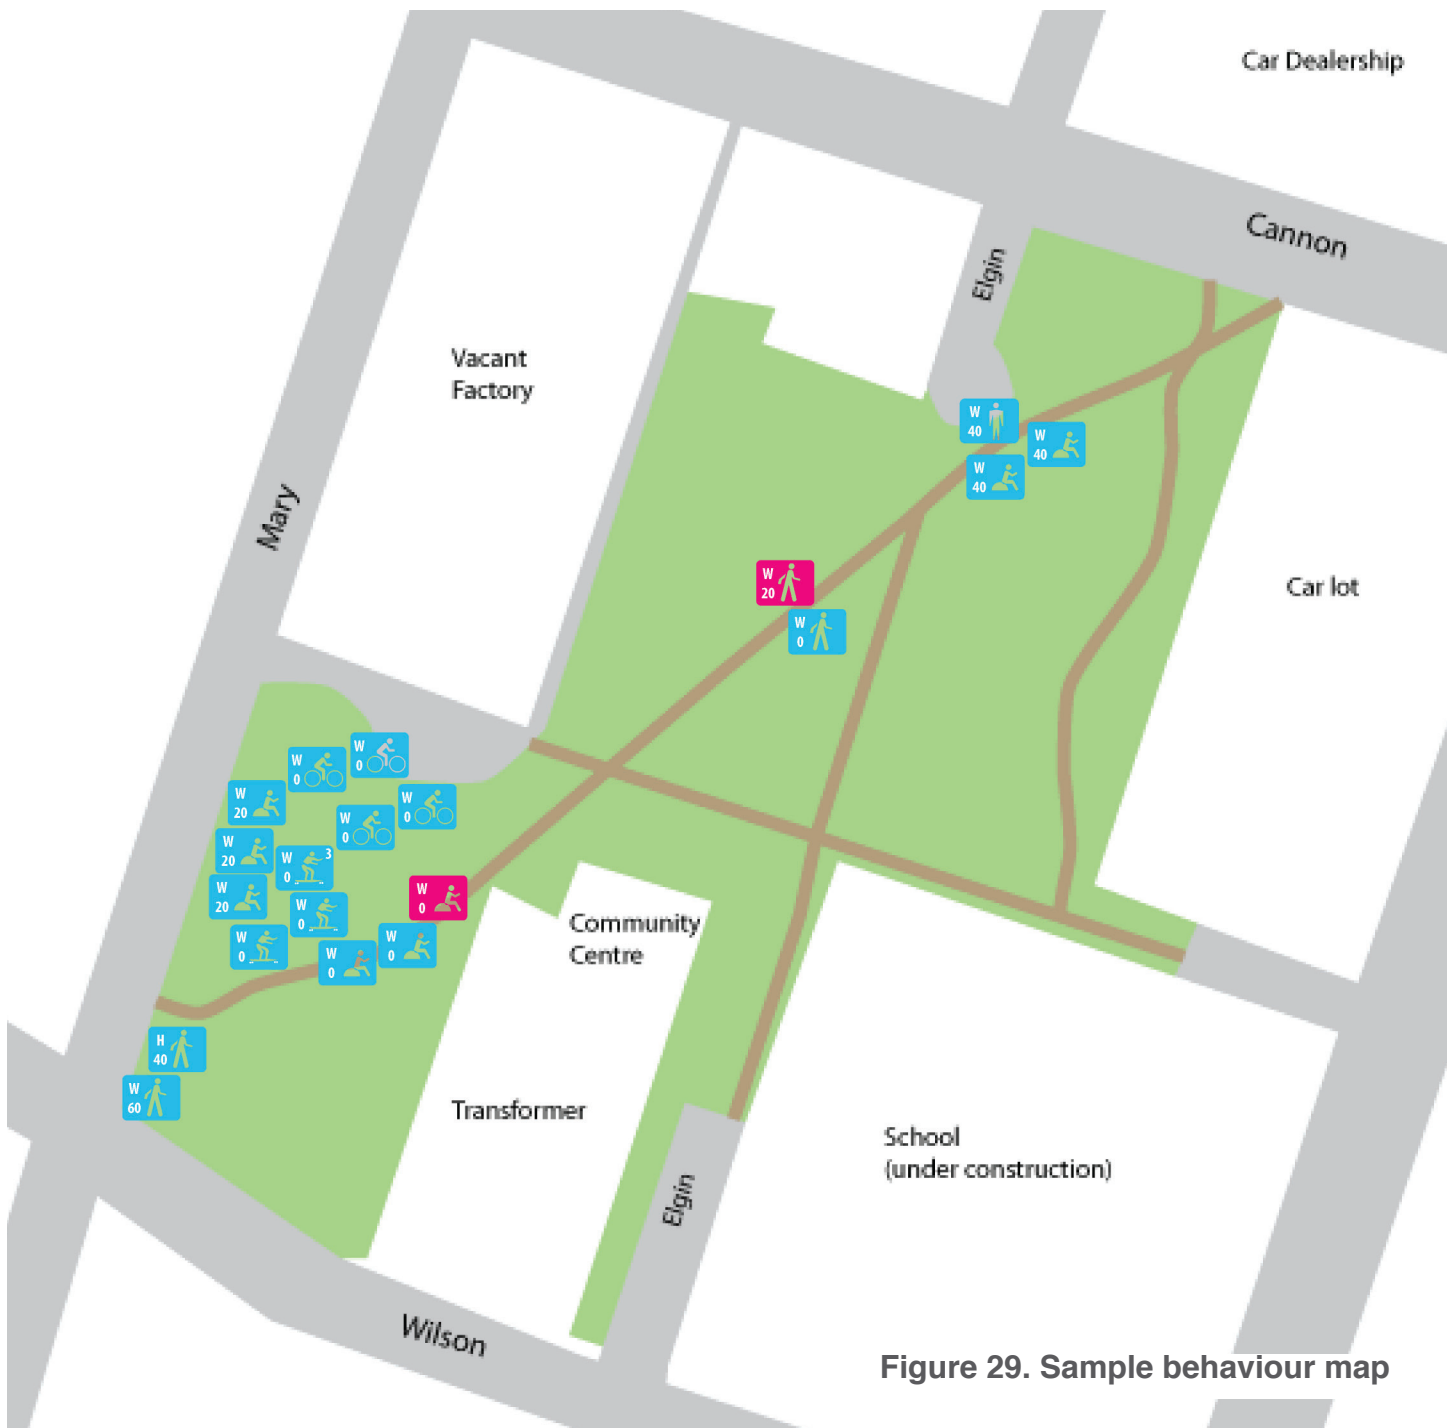 Car Dealership
Cannon
Elgin
Vacant
Factory
W
40
W
40
W
40
Mary
W
20
W
0
Car lot
W
0
W
0
W
20
W
0
W
0
W
20
W
0
3
W
20
W
0
W
0
W
0
W
0
W
0
Community
Centre
H
40
W
60
Transformer
School
(under construction)
Elgin
Wilson
Figure 29. Sample behaviour map